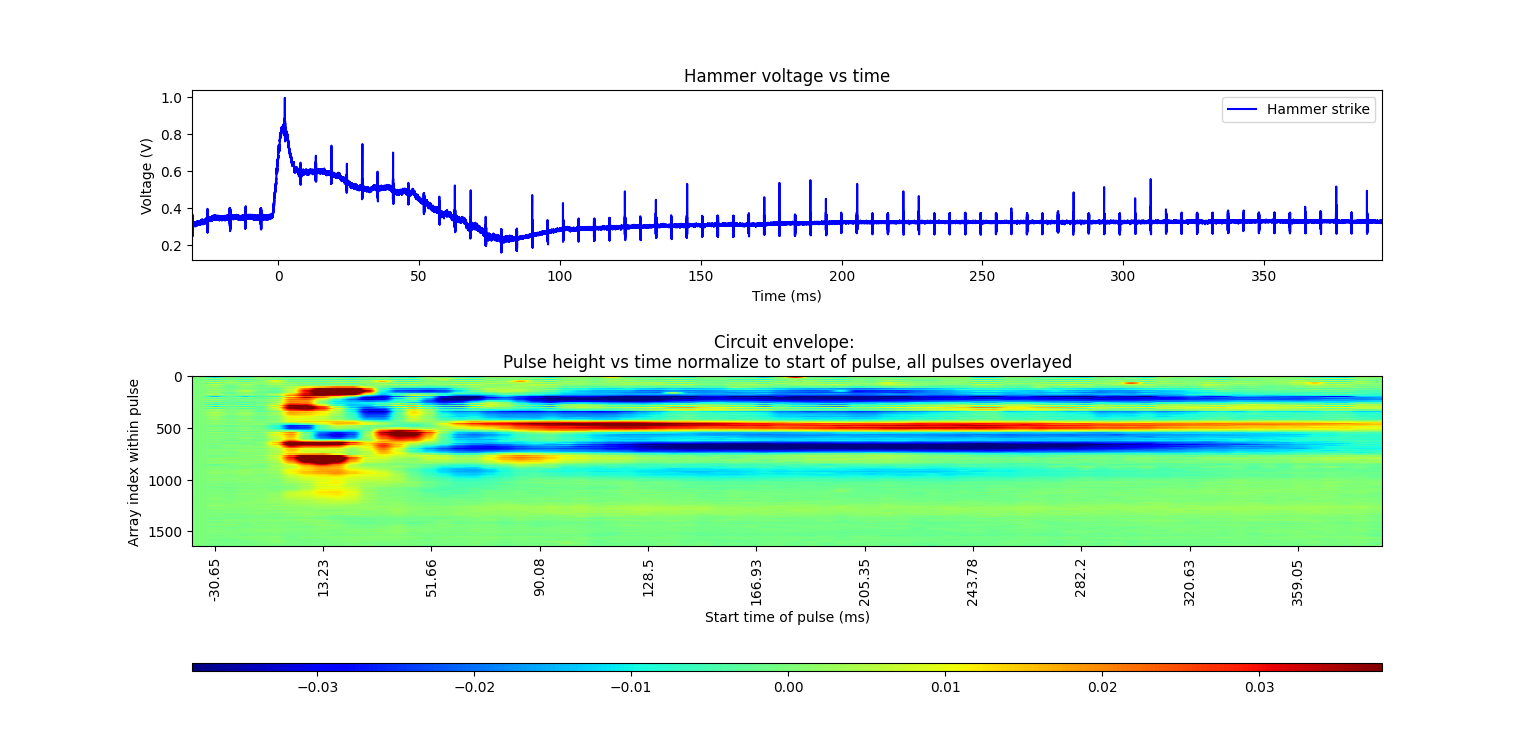 Hammer voltage vs time
Voltage (V)
1.0
0.8
0.6
0.4
0.2
Hammer strike
0 50 100 150 200 250 300 350
Time (ms)
Circuit envelope:
Pulse height vs time normalize to start of pulse, all pulses overlayed
Array index within pulse
0
500
1000
1500
-30.65 13.23 51.66 90.08 128.5 166.93 205.35 243.78 282.2 320.63 359.05
Start time of pulse (ms)
−0.03 −0.02 −0.01 0.00 0.01 0.02 0.03